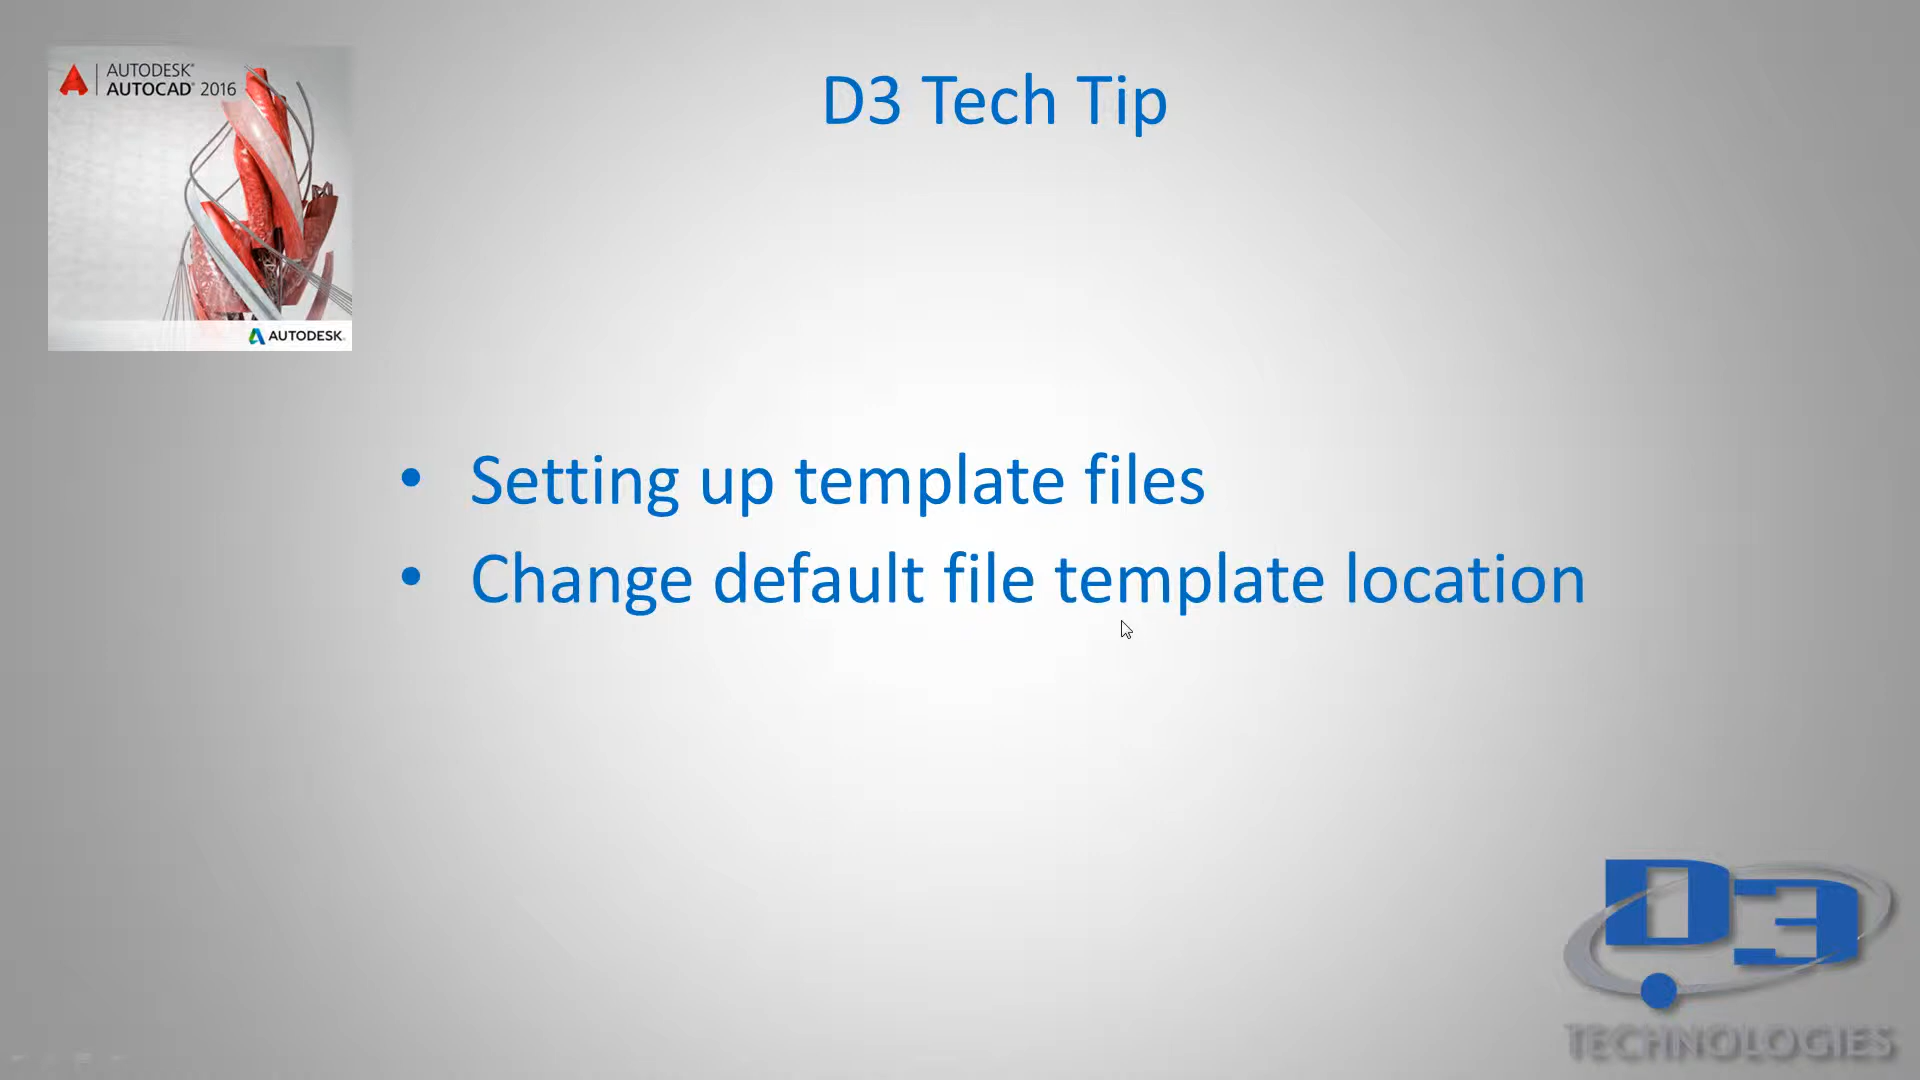 AUTODESK®
AUTOCAD® 2016
D3 Tech Tip
AUTODESK.
• Setting up template files
• Change default file template location
D3
TECHNOLOGIES